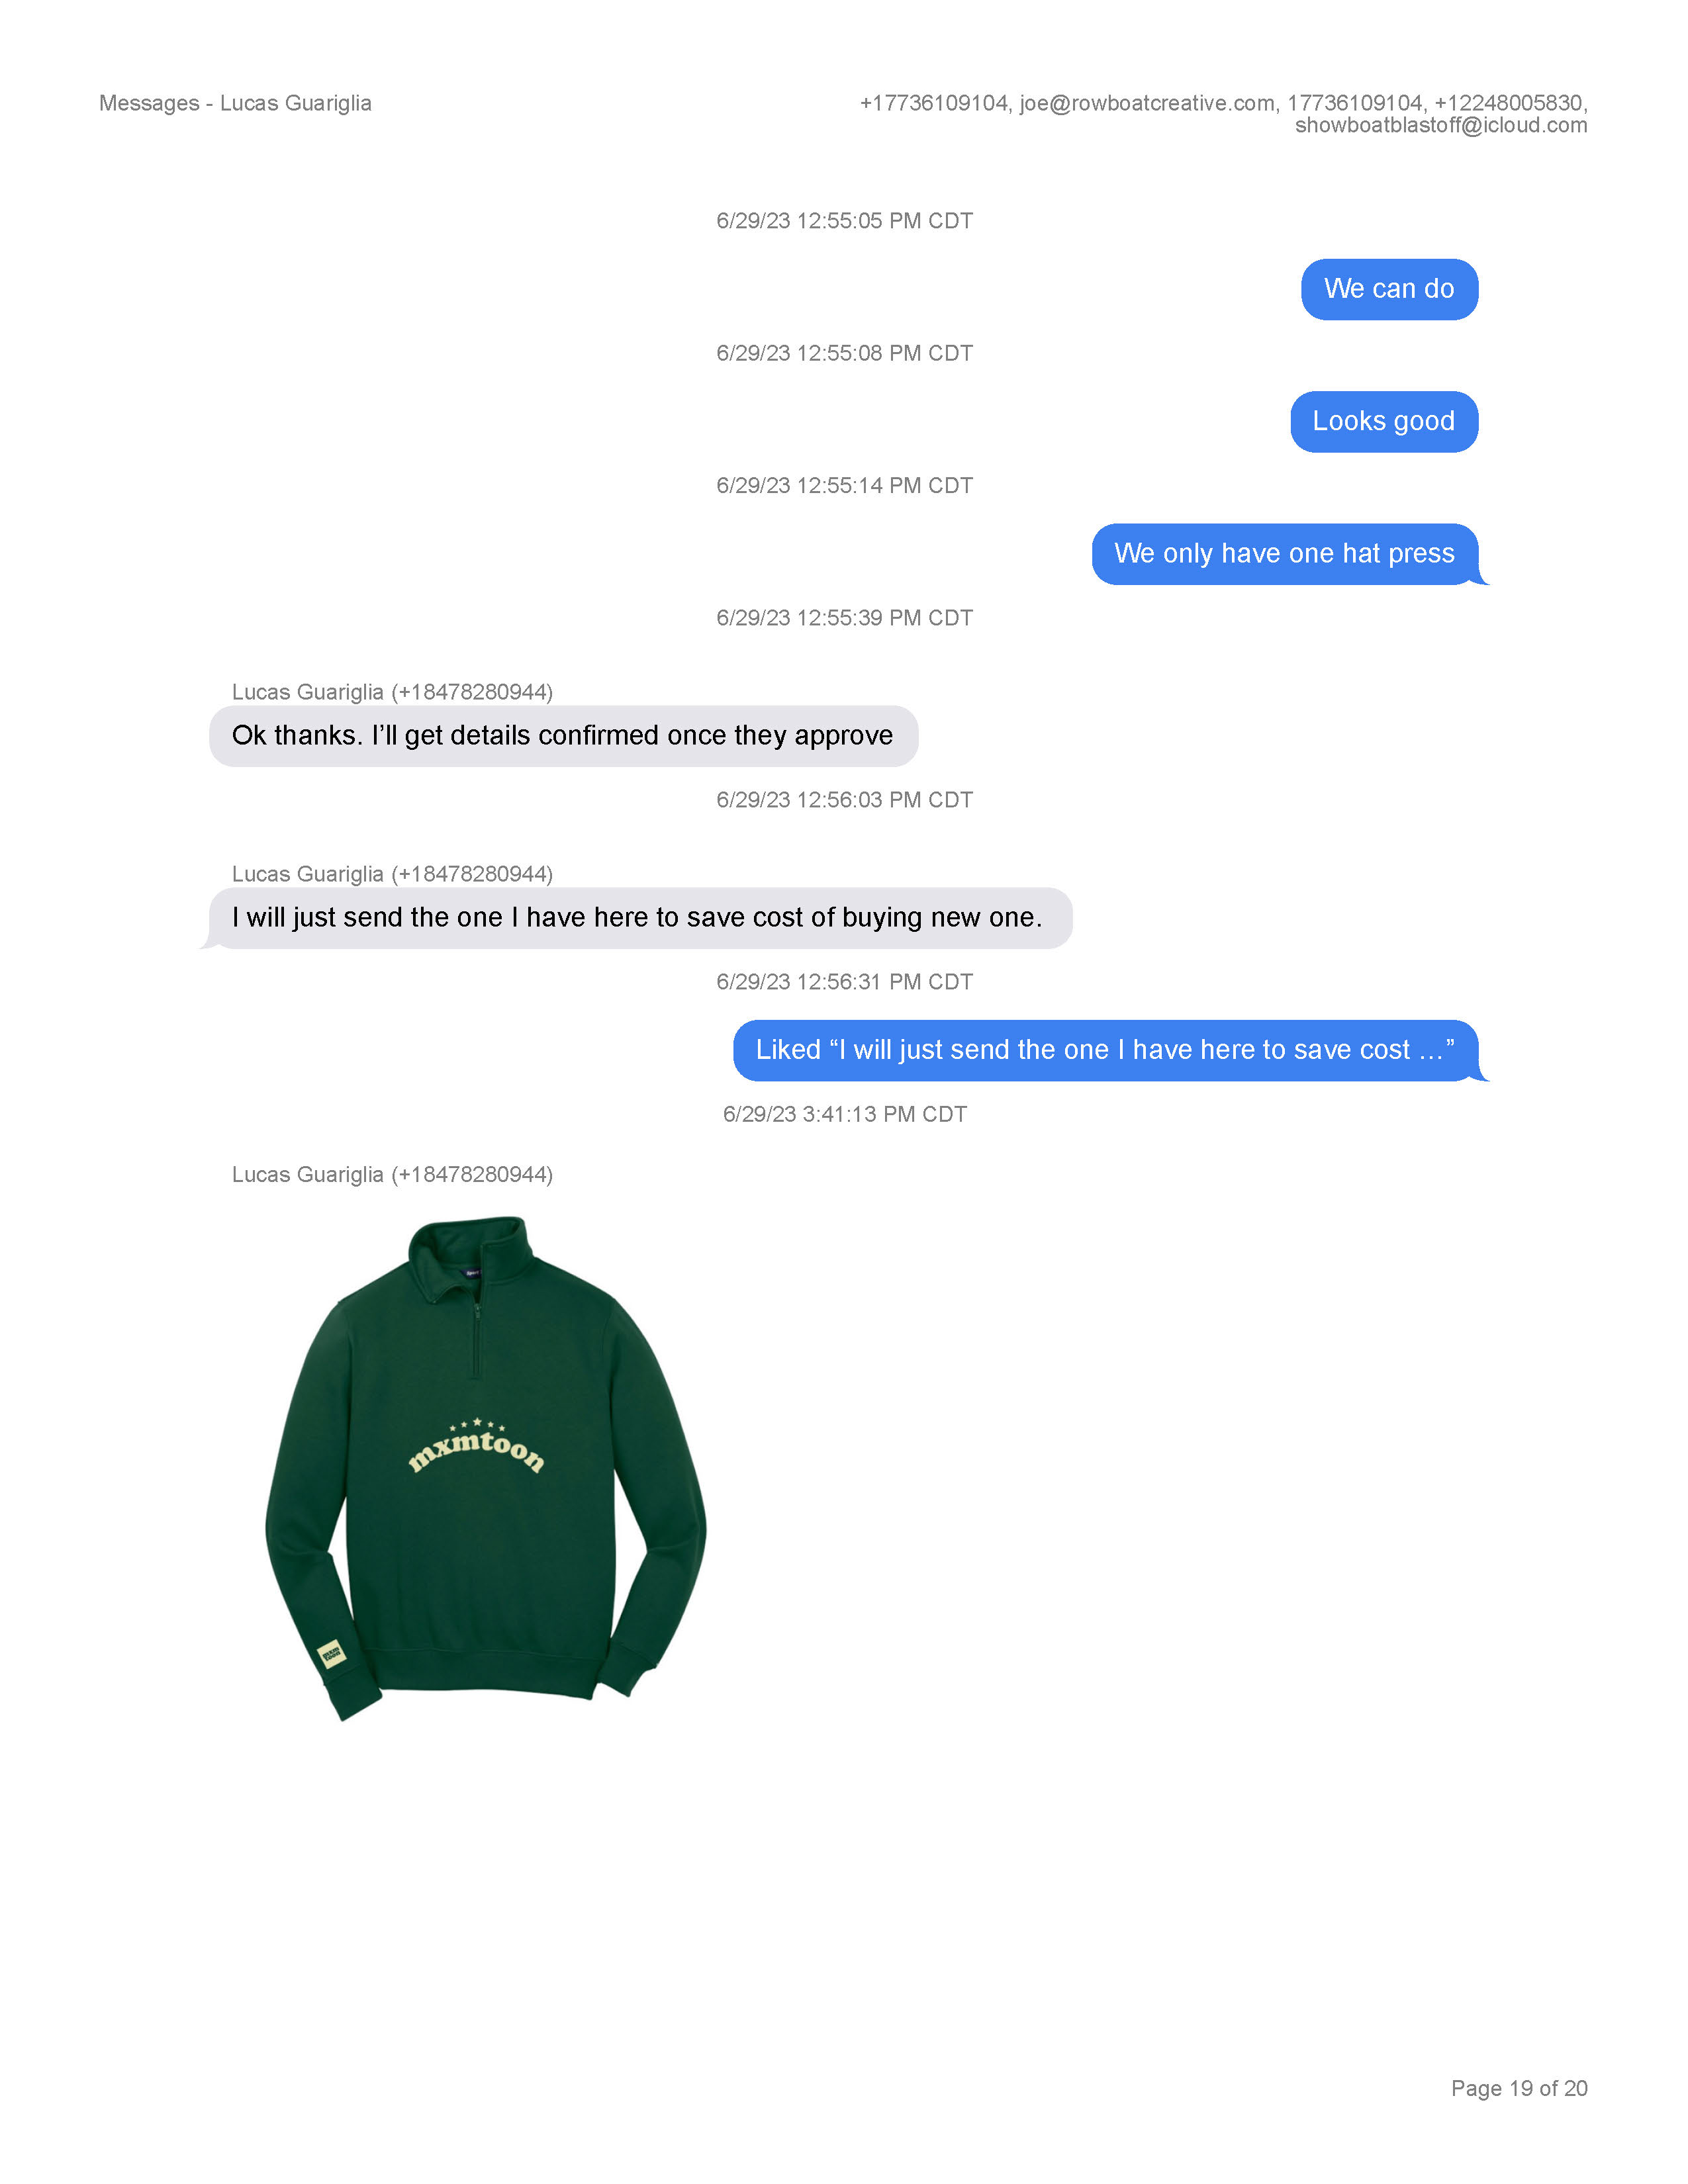 Messages - Lucas Guariglia
+17736109104, joe@rowboatcreative.com, 17736109104, +12248005830,
showboatblastoff@icloud.com
6/29/23 12:55:05 PM CDT
We can do
6/29/23 12:55:08 PM CDT
Looks good
6/29/23 12:55:14 PM CDT
We only have one hat press
6/29/23 12:55:39 PM CDT
Lucas Guariglia (+18478280944)
Ok thanks. I’ll get details confirmed once they approve
6/29/23 12:56:03 PM CDT
Lucas Guariglia (+18478280944)
I will just send the one I have here to save cost of buying new one.
6/29/23 12:56:31 PM CDT
Liked “I will just send the one I have here to save cost …”
6/29/23 3:41:13 PM CDT
Lucas Guariglia (+18478280944)
mxmtoon
mxm
toon
Page 19 of 20